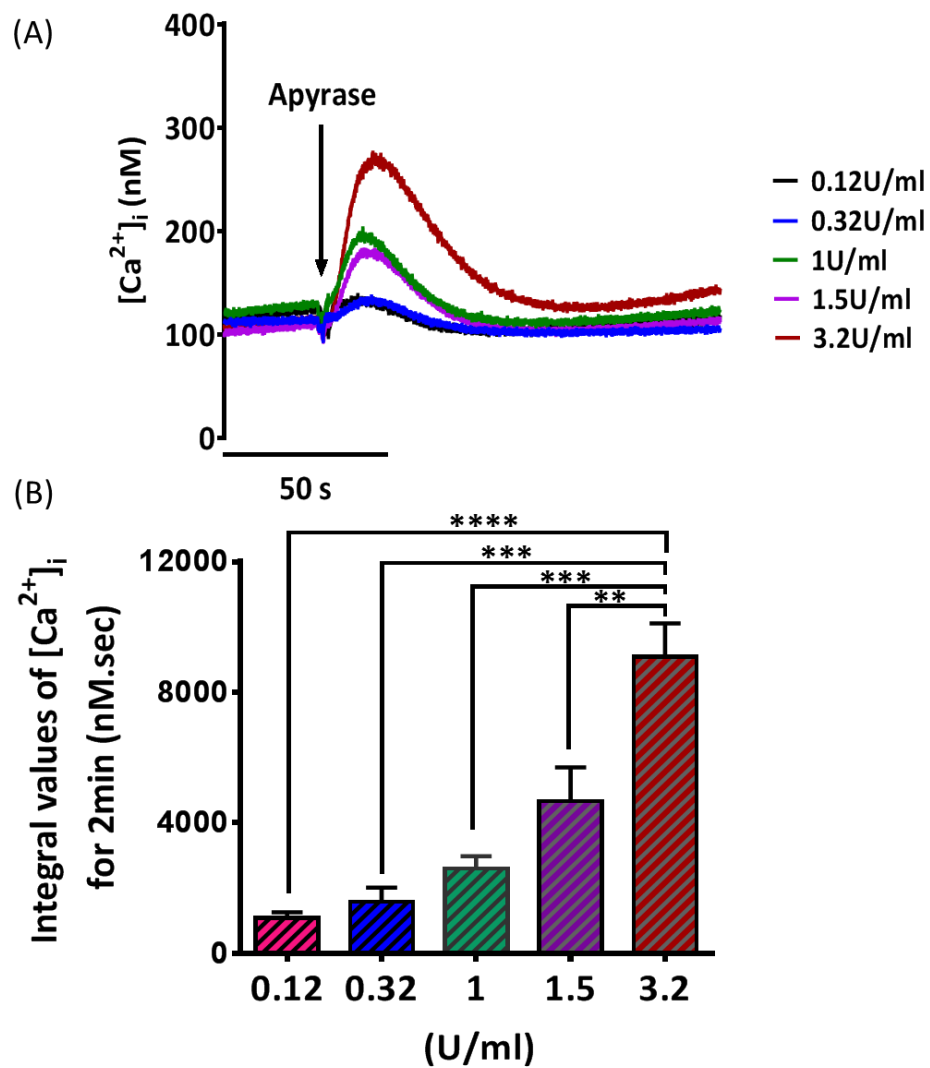 (A)
400
300
200
100
0
[Ca²⁺]ᵢ (nM)
Apyrase
50 s
0.12U/ml
0.32U/ml
1U/ml
1.5U/ml
3.2U/ml
(B)
Integral values of [Ca²⁺]ᵢ
for 2min (nM.sec)
12000
8000
4000
0
****
***
***
**
0.12 0.32 1 1.5 3.2
(U/ml)